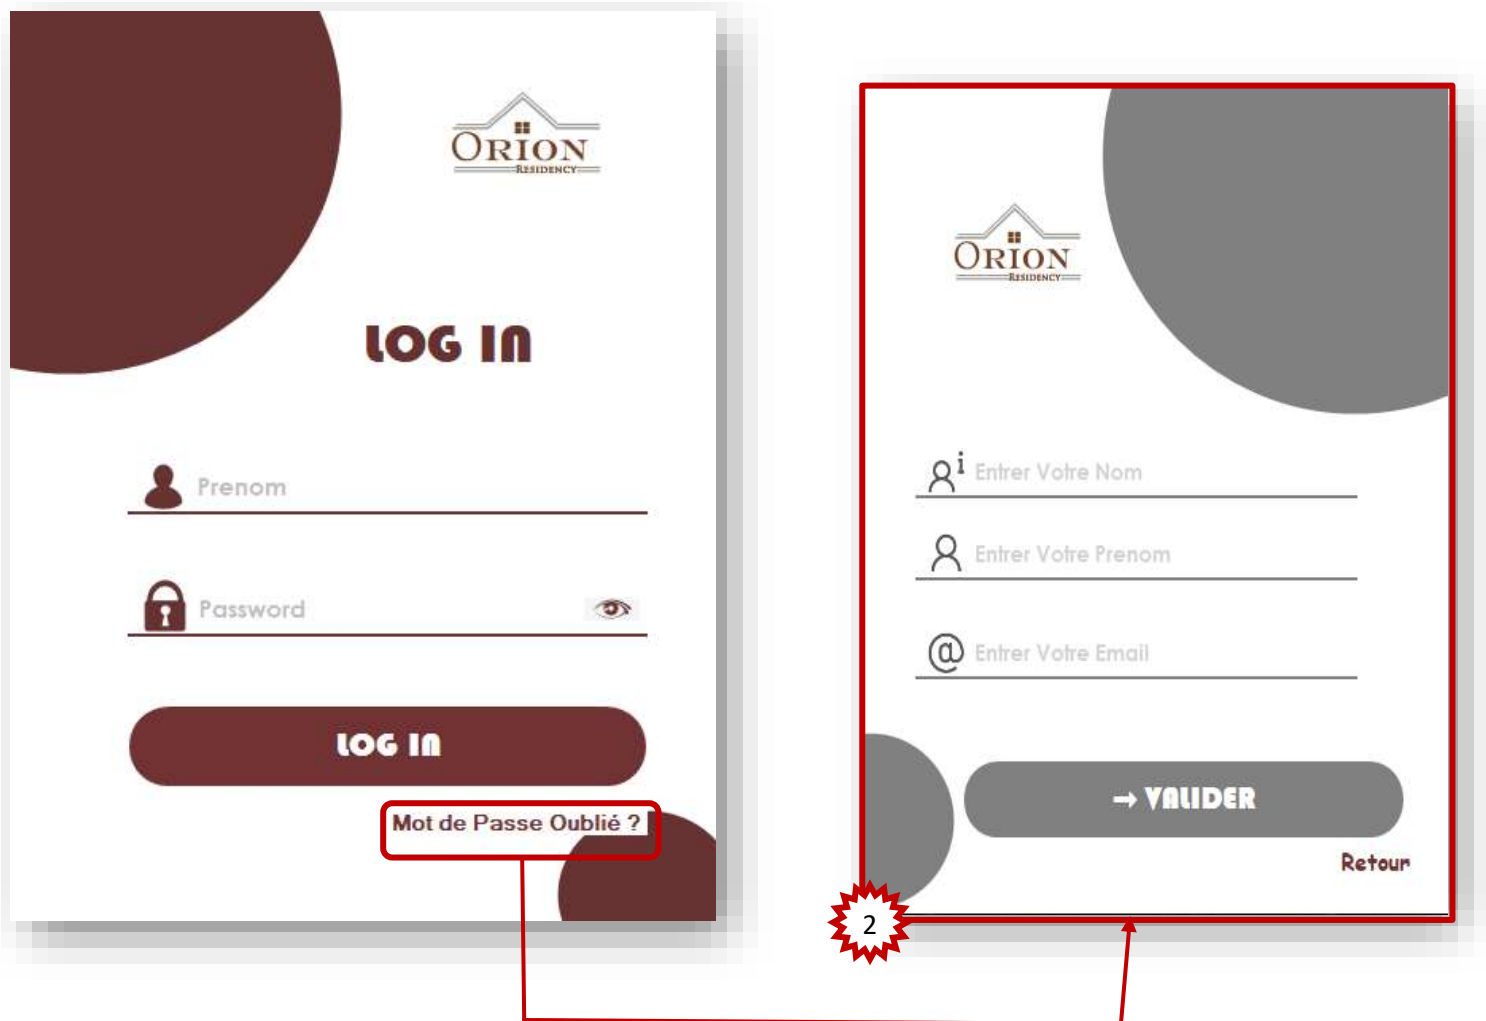 ORION
RESIDENCY
LOG IN
Prenom
Password
LOG IN
Mot de Passe Oublié ?
ORION
RESIDENCY
i
Entrer Votre Nom
Entrer Votre Prenom
@ Entrer Votre Email
→ VALIDER
Retour
2